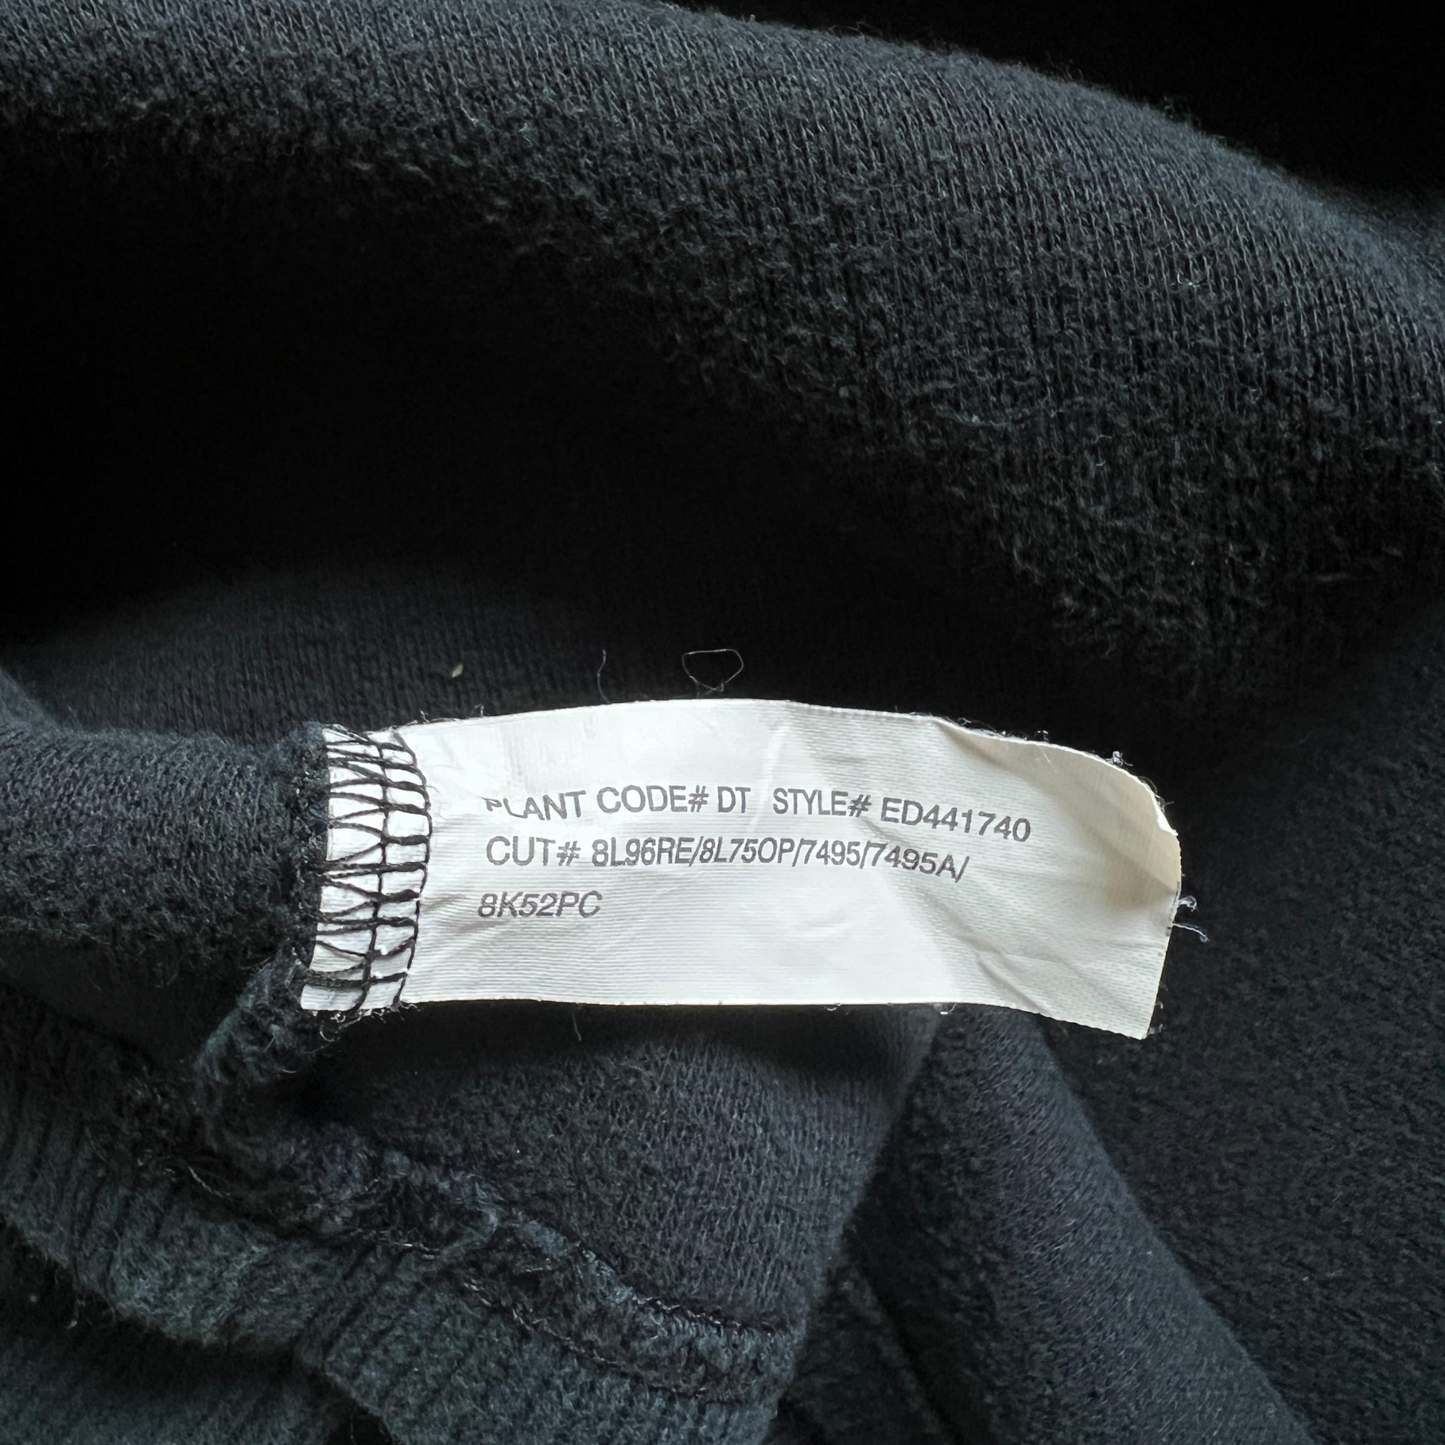 PLANT CODE# DT STYLE# ED441740
CUT# 8L96RE/8L75OP/7495/7495A/
8K52PC